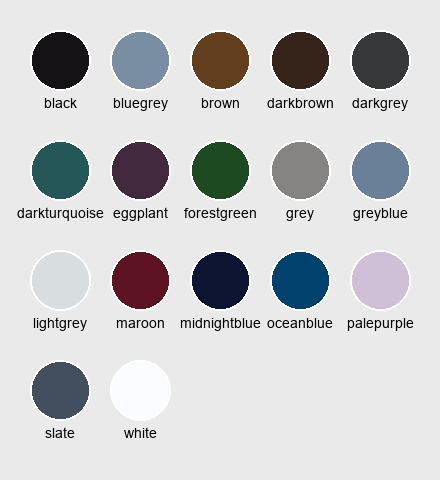 black bluegrey brown darkbrown darkgrey
darkturquoise eggplant forestgreen grey greyblue
lightgrey maroon midnightblue oceanblue palepurple
slate white